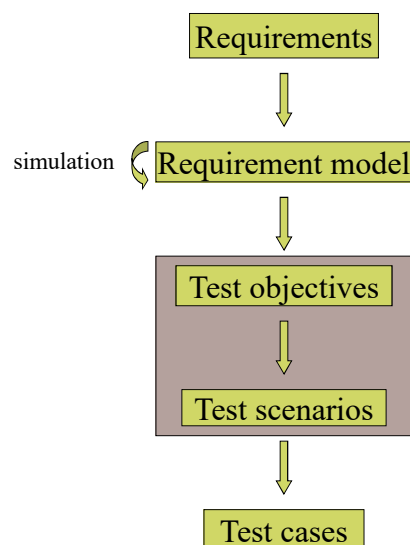 Requirements
simulation
Requirement model
Test objectives
Test scenarios
Test cases